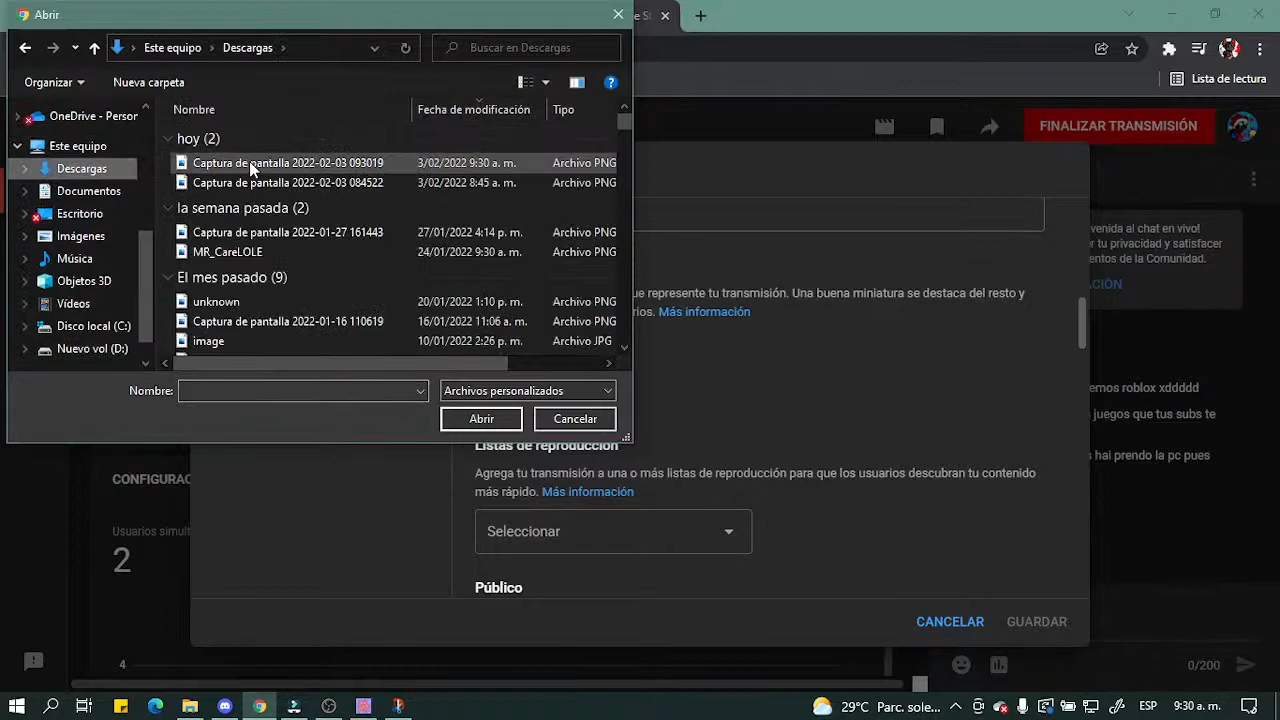 Abrir
e S
Este equipo
Descargas
Buscar en Descargas
Lista de lectura
Organizar
Nueva carpeta
OneDrive - Person
Este equipo
Descargas
Documentos
Escritorio
Imágenes
Música
Objetos 3D
Vídeos
Disco local (C:)
Nuevo vol (D:)
Nombre
Fecha de modificación
Tipo
hoy (2)
Captura de pantalla 2022-02-03 093019
3/02/2022 9:30 a. m.
Archivo PNG
Captura de pantalla 2022-02-03 084522
3/02/2022 8:45 a. m.
Archivo PNG
la semana pasada (2)
Captura de pantalla 2022-01-27 161443
27/01/2022 4:14 p. m.
Archivo PNG
MR_CareLOLE
24/01/2022 9:30 a. m.
Archivo PNG
El mes pasado (9)
unknown
20/01/2022 1:10 p. m.
Archivo PNG
Captura de pantalla 2022-01-16 110619
16/01/2022 11:06 a. m.
Archivo PNG
image
10/01/2022 2:26 p. m.
Archivo JPG
Nombre:
Archivos personalizados
Abrir
Cancelar
FINALIZAR TRANSMISIÓN
venida al chat en vivo!
r tu privacidad y satisfacer
entos de la Comunidad.
ACIÓN
que represente tu transmisión. Una buena miniatura se destaca del resto y
rios. Más información
emos roblox xdddd
juegos que tus subs te
s hai prendo la pc pues
Listas de reproducción
Agrega tu transmisión a una o más listas de reproducción para que los usuarios descubran tu contenido
más rápido. Más información
Seleccionar
Público
CANCELAR
GUARDAR
CONFIGURAC
Usuarios simult
2
4
0/200
29°C Parc. sole...
ESP
9:30 a. m.